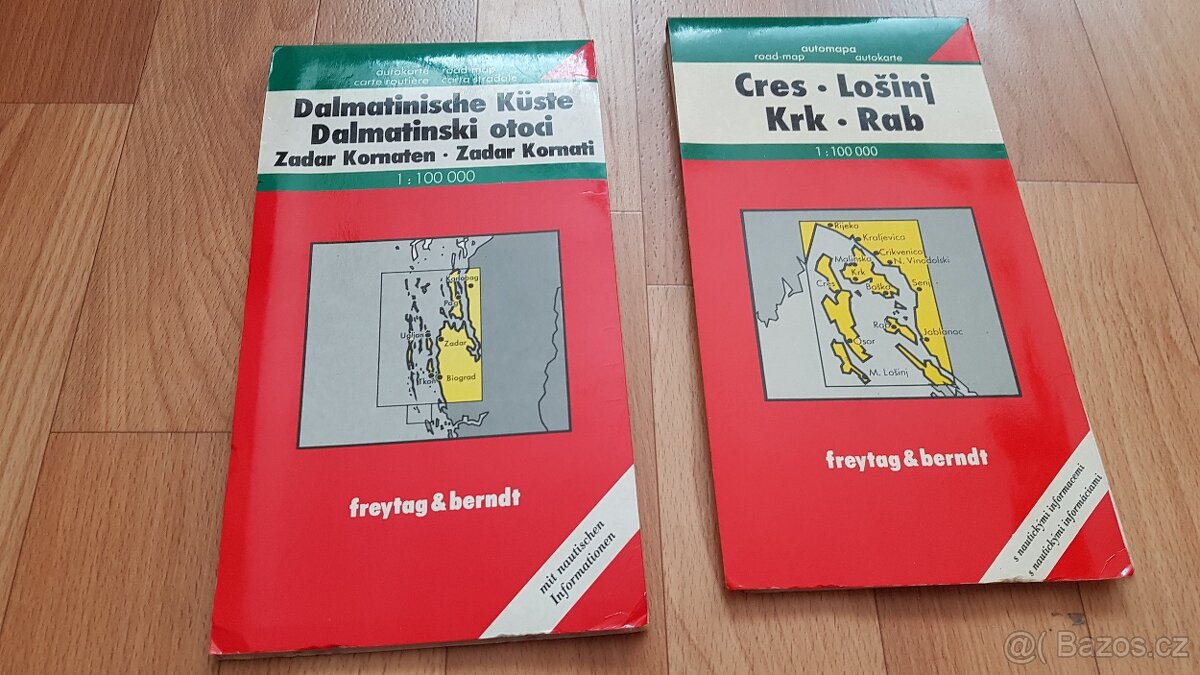 autokarte road-map
carte routière carta stradale
Dalmatinische Küste
Dalmatinski otoci
Zadar Kornaten · Zadar Kornati
1 : 100 000
Karlobag
Pag
Ugljan
Zadar
Tkon
Biograd
freytag & berndt
mit nautischen
Informationen
automapa
road-map autokarte
Cres · Lošinj
Krk · Rab
1 : 100 000
Rijeka
Kraljevica
Crikvenica
Malinska
N. Vinodolski
Krk
Cres
Baška
Senj
Rab
Jablanac
Osor
M. Lošinj
freytag & berndt
s nautickými informacemi
s nautickými informáciami
@( Bazos.cz